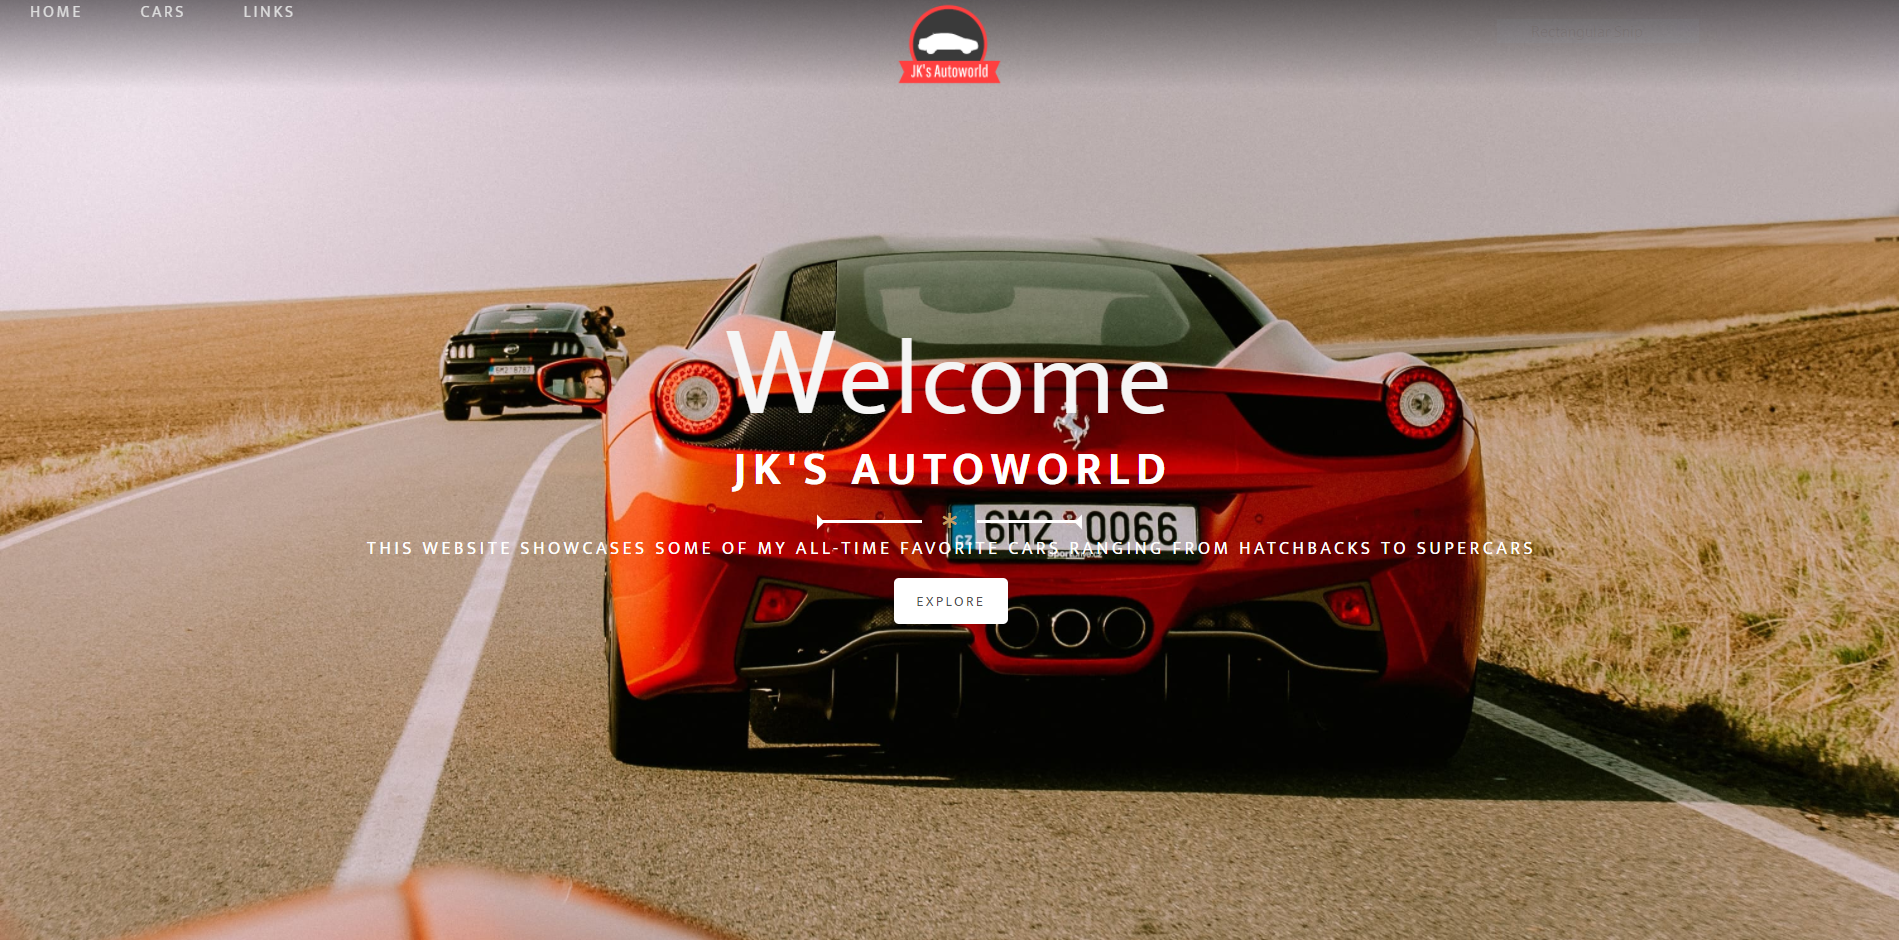 HOME CARS LINKS
JK's Autoworld
Welcome
JK'S AUTOWORLD
*
6M2 0066
CZ
THIS WEBSITE SHOWCASES SOME OF MY ALL-TIME FAVORITE CARS RANGING FROM HATCHBACKS TO SUPERCARS
EXPLORE